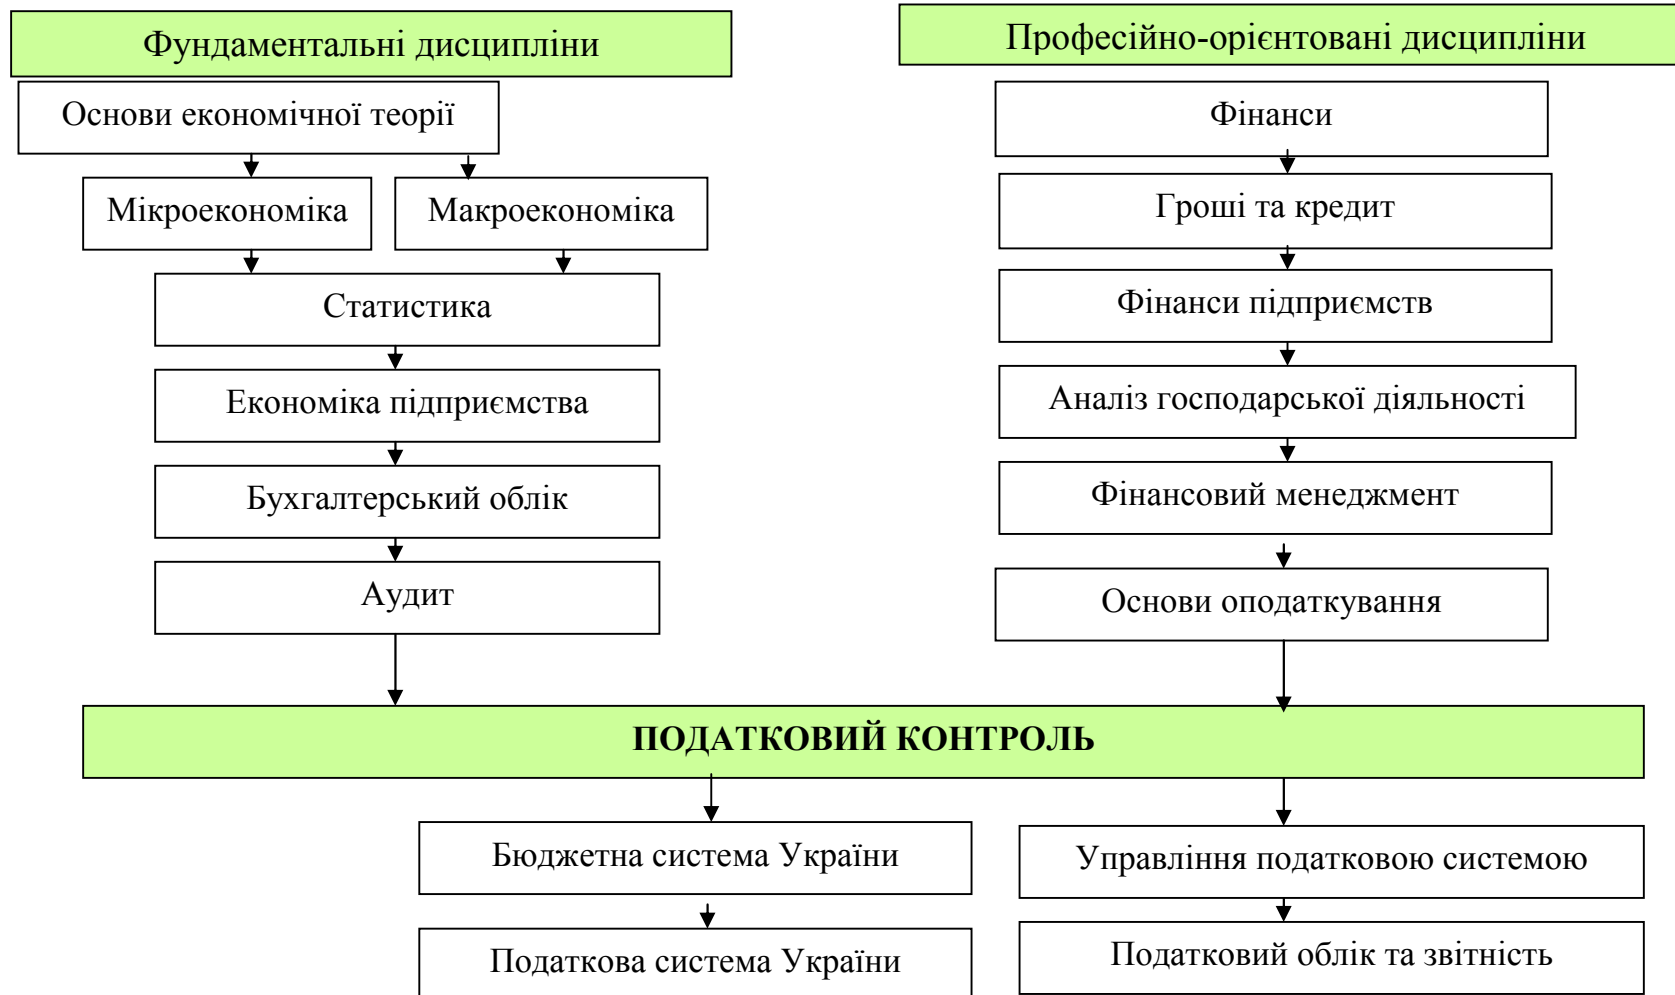 Фундаментальні дисципліни
Основи економічної теорії
Мікроекономіка
Макроекономіка
Статистика
Економіка підприємства
Бухгалтерський облік
Аудит
Професійно-орієнтовані дисципліни
Фінанси
Гроші та кредит
Фінанси підприємств
Аналіз господарської діяльності
Фінансовий менеджмент
Основи оподаткування
ПОДАТКОВИЙ КОНТРОЛЬ
Бюджетна система України
Податкова система України
Управління податковою системою
Податковий облік та звітність